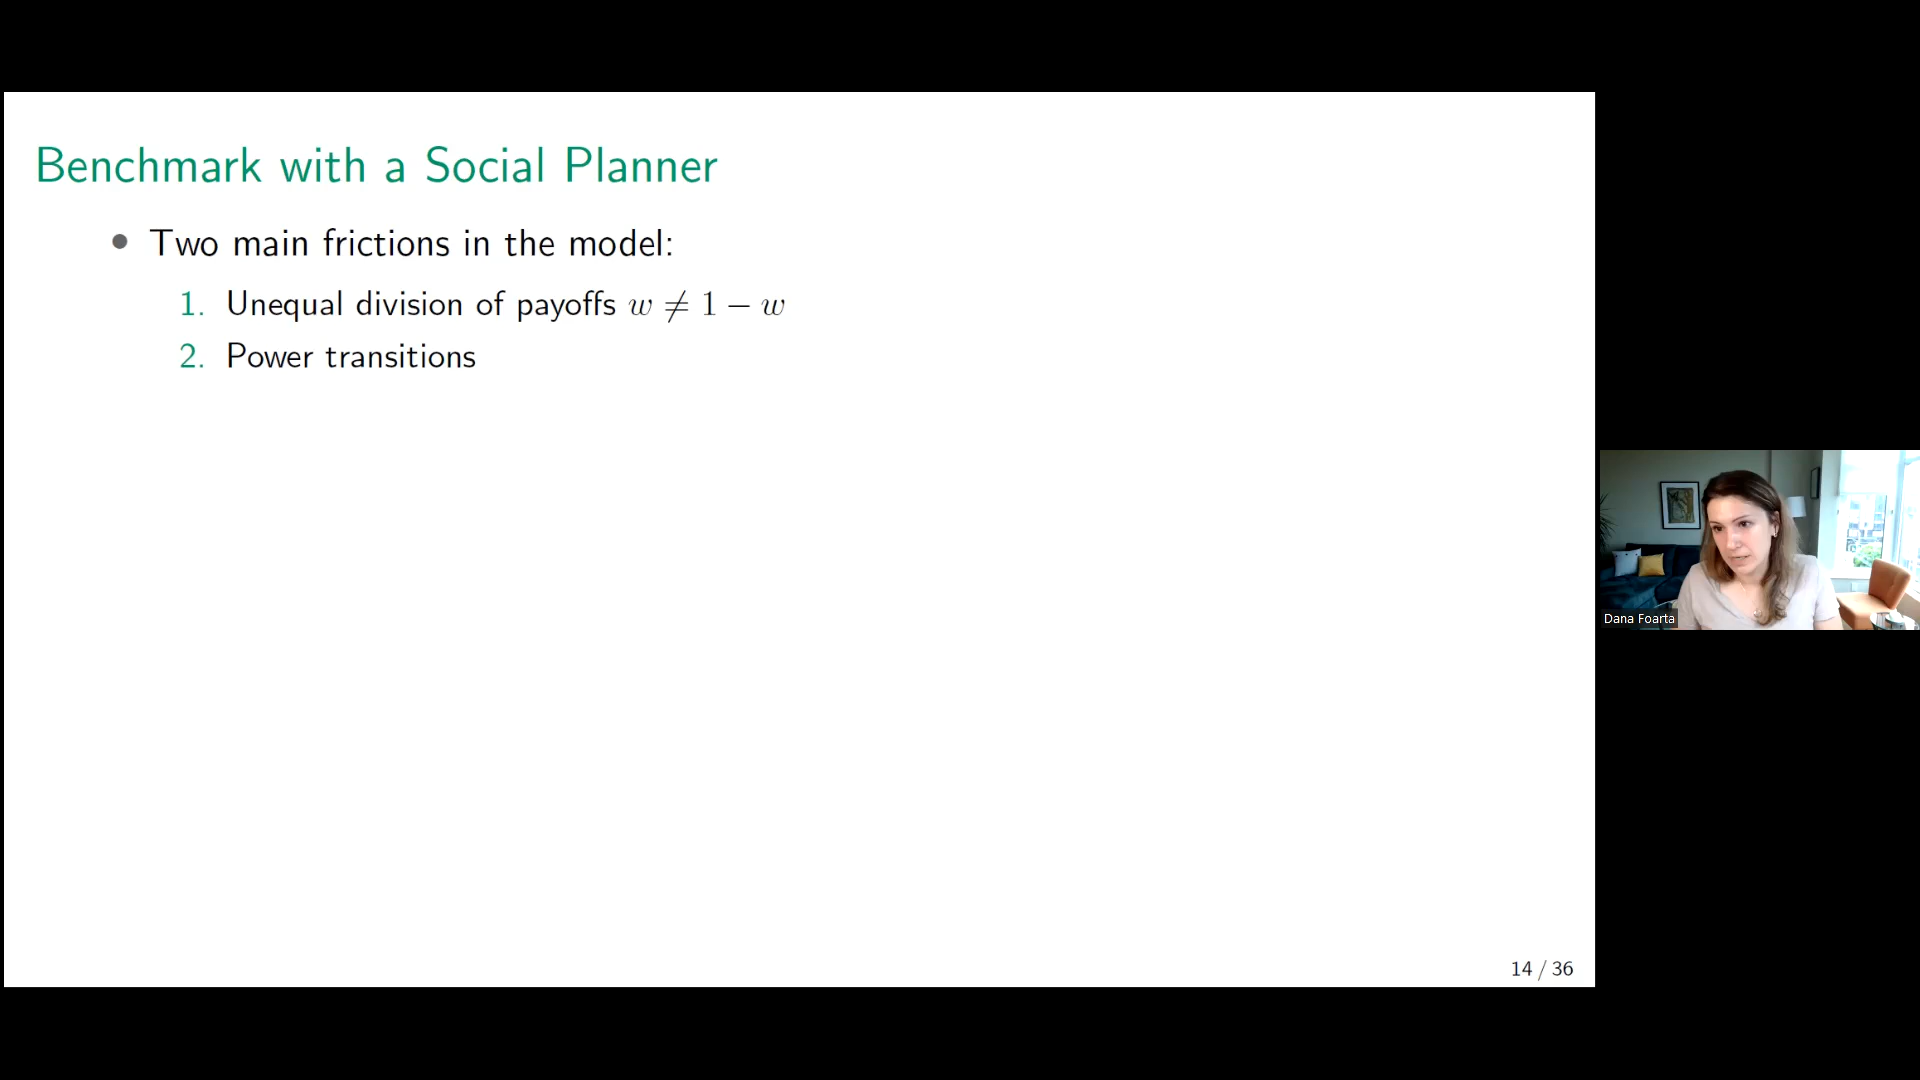 Benchmark with a Social Planner
• Two main frictions in the model:
1. Unequal division of payoffs w ≠ 1 − w
2. Power transitions
Dana Foarta
14 / 36